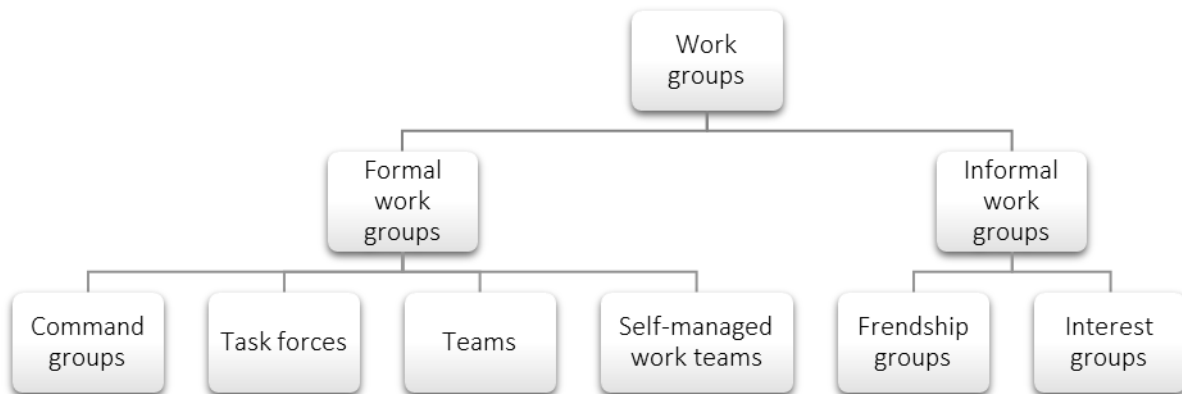 Work
groups
Formal
work
groups
Informal
work
groups
Command
groups
Task forces
Teams
Self-managed
work teams
Frendship
groups
Interest
groups